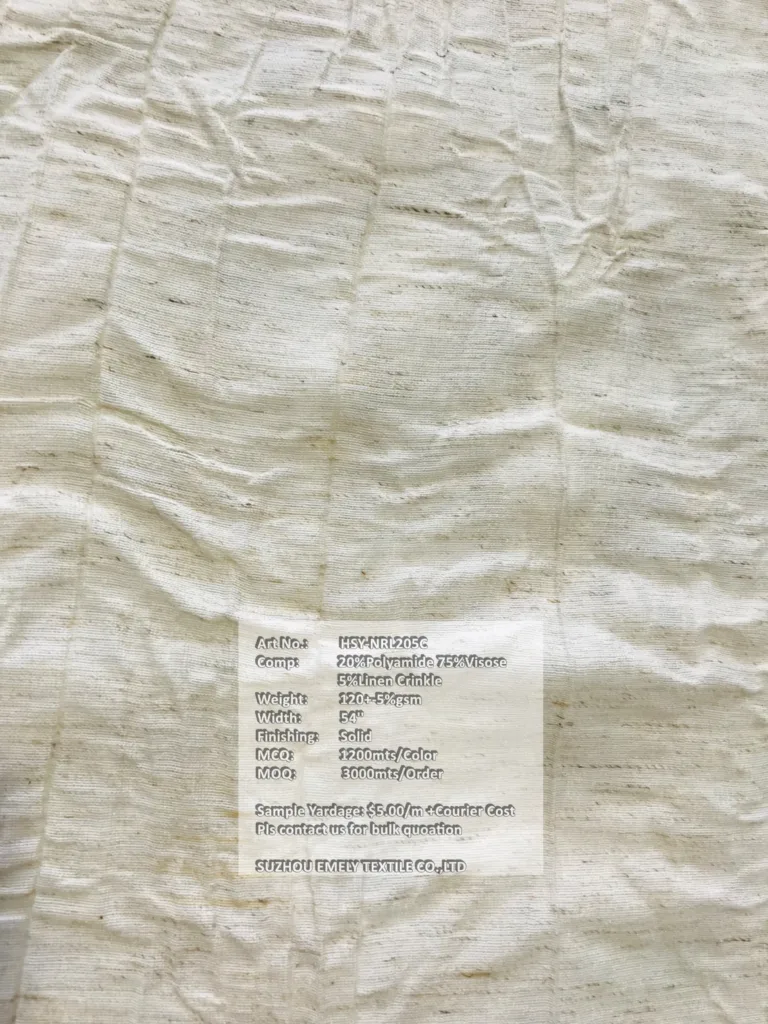 Art No.: HSY-NRL205C
Comp: 20%Polyamide 75%Visose
5%Linen Crinkle
Weight: 120+-5%gsm
Width: 54"
Finishing: Solid
MCQ: 1200mts/Color
MOQ: 3000mts/Order
Sample Yardage: $5.00/m +Courier Cost
Pls contact us for bulk quoation
SUZHOU EMELY TEXTILE CO.,LTD